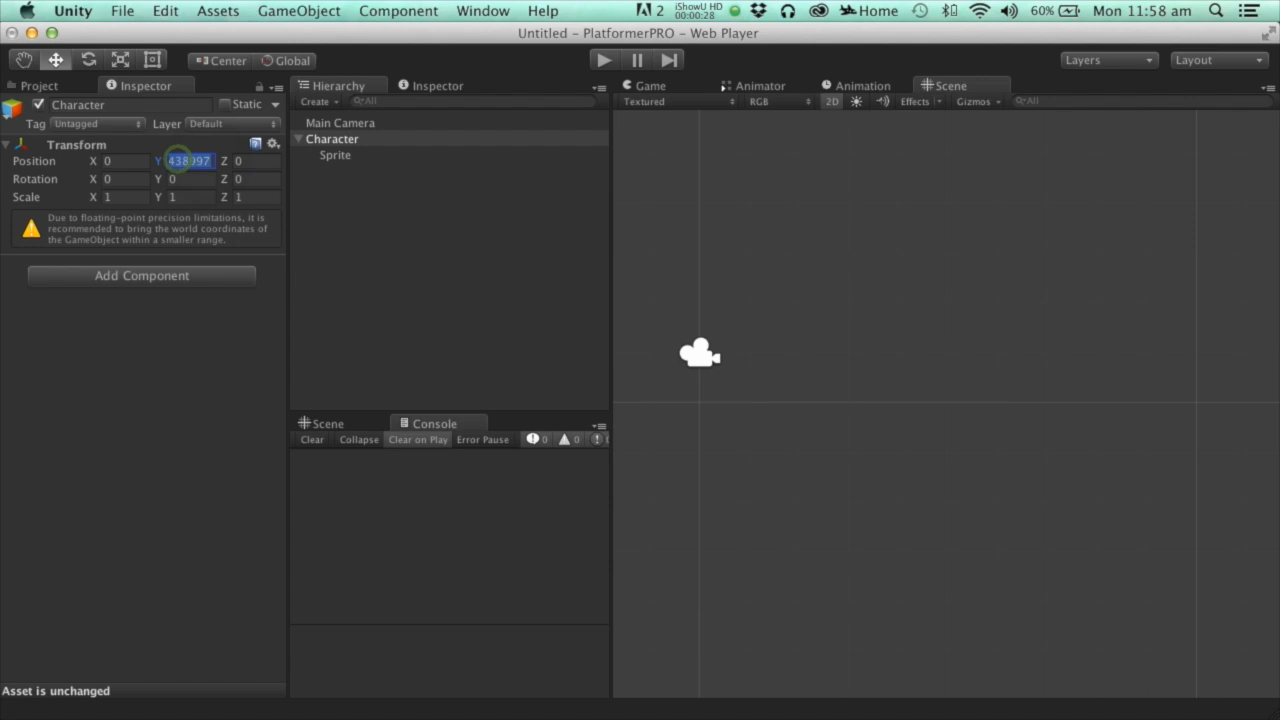 Unity File Edit Assets GameObject Component Window Help 2 iShowU HD 00:00:28 Home 60% Mon 11:58 am
Untitled - PlatformerPRO - Web Player
Center Global Layers Layout
Project Inspector Hierarchy Inspector Game Animator Animation Scene
Character Static Create All Textured RGB 2D Effects Gizmos All
Tag Untagged Layer Default Main Camera
Transform Character
Position X 0 Y 438997 Z 0 Sprite
Rotation X 0 Y 0 Z 0
Scale X 1 Y 1 Z 1
Due to floating-point precision limitations, it is
recommended to bring the world coordinates of
the GameObject within a smaller range.
Add Component
Scene Console
Clear Collapse Clear on Play Error Pause 0 0
Asset is unchanged